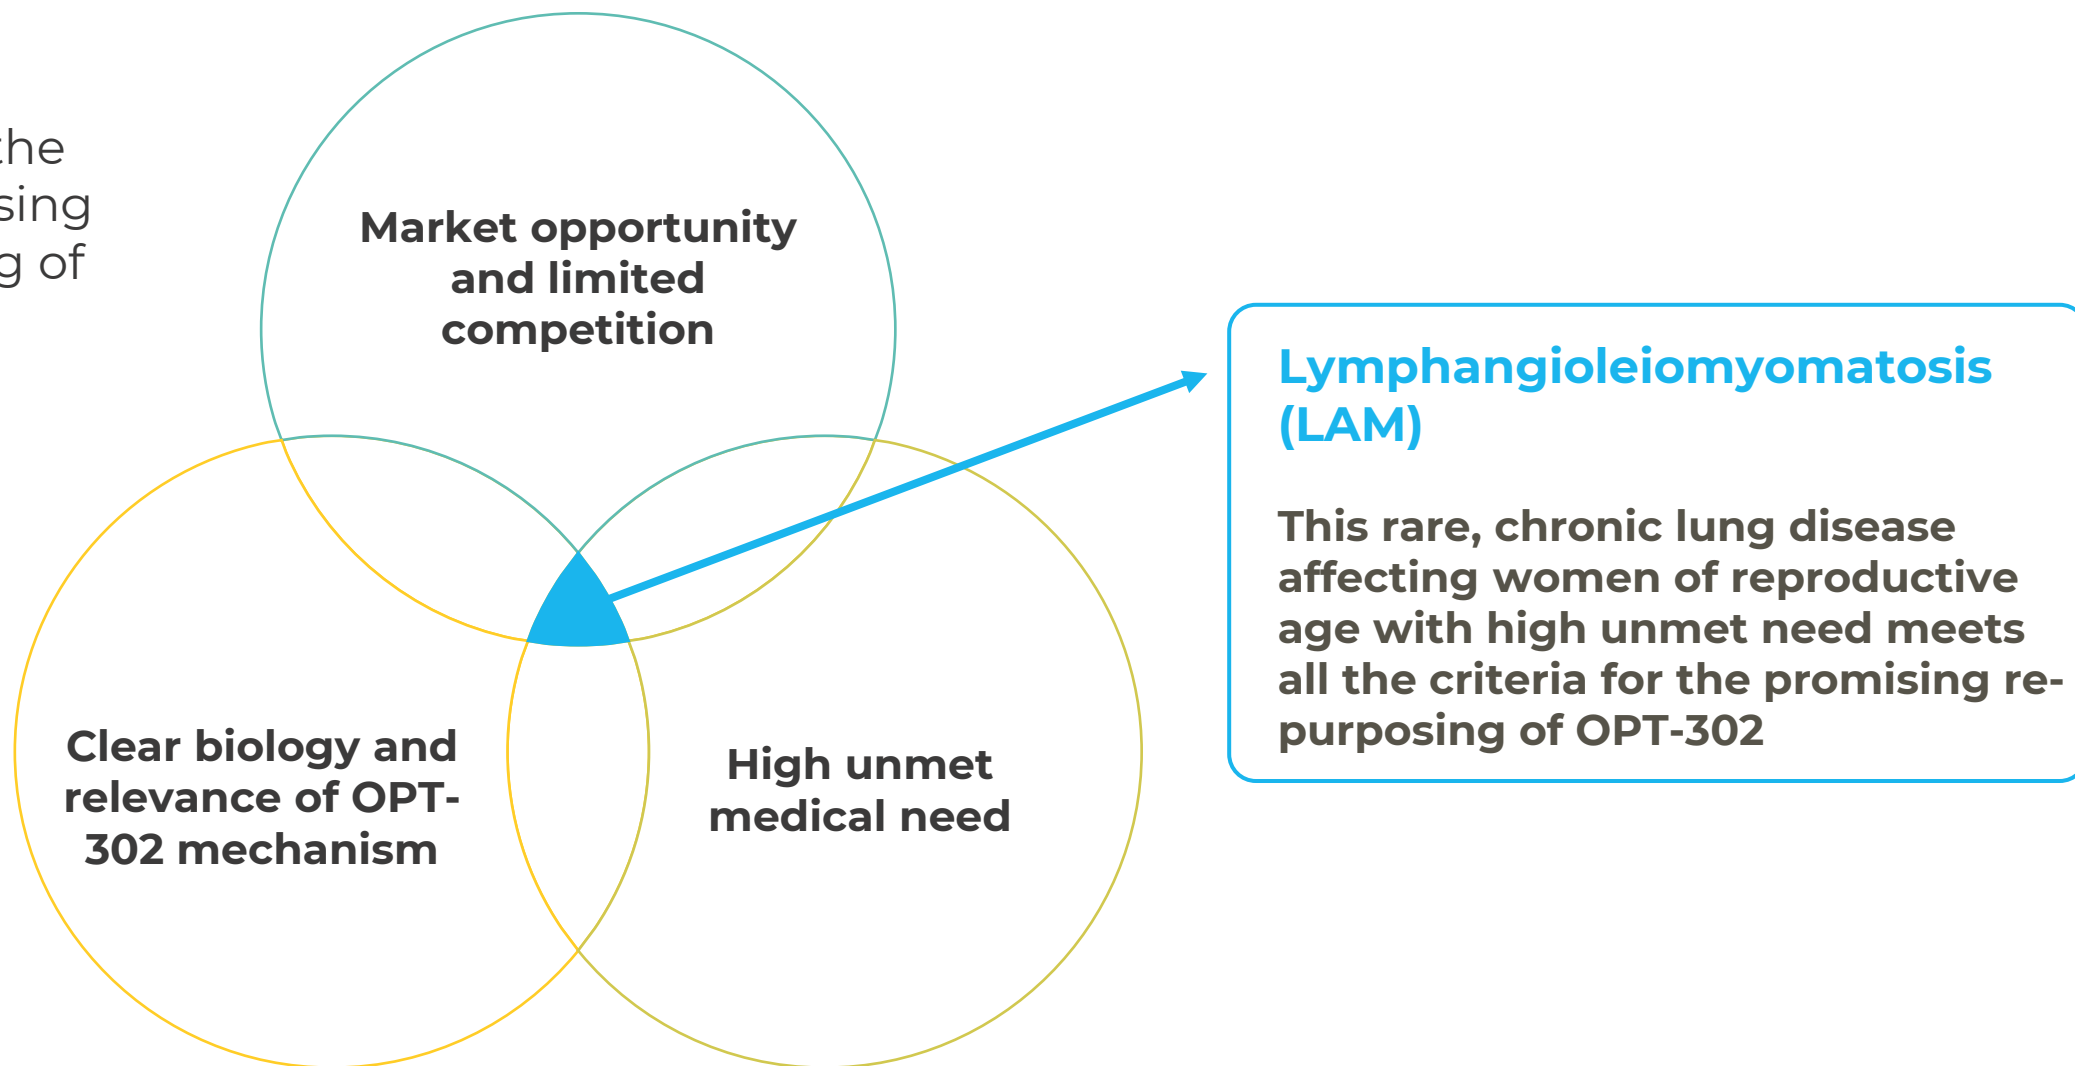 the
sing
g of
Market opportunity
and limited
competition
Clear biology and
relevance of OPT-
302 mechanism
High unmet
medical need
Lymphangioleiomyomatosis
(LAM)
This rare, chronic lung disease
affecting women of reproductive
age with high unmet need meets
all the criteria for the promising re-
purposing of OPT-302